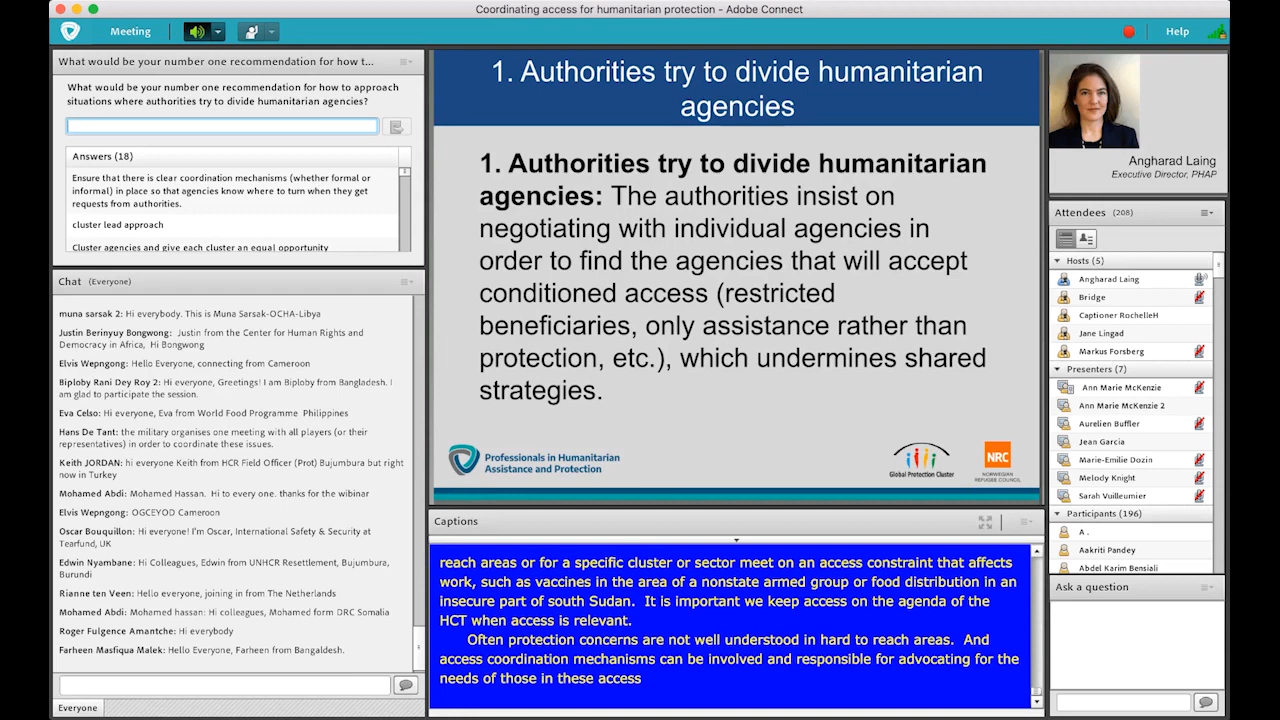 Coordinating access for humanitarian protection - Adobe Connect
Meeting
Help
What would be your number one recommendation for how t...
What would be your number one recommendation for how to approach
situations where authorities try to divide humanitarian agencies?
Answers (18)
Ensure that there is clear coordination mechanisms (whether formal or
informal) in place so that agencies know where to turn when they get
requests from authorities.
cluster lead approach
Cluster agencies and give each cluster an equal opportunity
Chat (Everyone)
muna sarsak 2: Hi everybody. This is Muna Sarsak-OCHA-Libya
Justin Berinyuy Bongwong: Justin from the Center for Human Rights and
Democracy in Africa, Hi Bongwong
Elvis Wepngong: Hello Everyone, connecting from Cameroon
Biploby Rani Dey Roy 2: Hi everyone, Greetings! I am Biploby from Bangladesh. I
am glad to participate the session.
Eva Celso: Hi everyone, Eva from World Food Programme Philippines
Hans De Tant: the military organises one meeting with all players (or their
representatives) in order to coordinate these issues.
Keith JORDAN: hi everyone Keith from HCR Field Officer (Prot) Bujumbura but right
now in Turkey
Mohamed Abdi: Mohamed Hassan. Hi to every one. thanks for the wibinar
Elvis Wepngong: OGCEYOD Cameroon
Oscar Bouquillon: Hi everyone! I'm Oscar, International Safety & Security at
Tearfund, UK
Edwin Nyambane: Hi Colleagues, Edwin from UNHCR Resettlement, Bujumbura,
Burundi
Rianne ten Veen: Hello everyone, joining in from The Netherlands
Mohamed Abdi: Mohamed hassan: Hi colleagues, Mohamed form DRC Somalia
Roger Fulgence Amantche: Hi everybody
Farheen Masfiqua Malek: Hello Everyone, Farheen from Bangaldesh.
Everyone
1. Authorities try to divide humanitarian
agencies
1. Authorities try to divide humanitarian
agencies: The authorities insist on
negotiating with individual agencies in
order to find the agencies that will accept
conditioned access (restricted
beneficiaries, only assistance rather than
protection, etc.), which undermines shared
strategies.
Professionals in Humanitarian
Assistance and Protection
Global Protection Cluster
NRC
NORWEGIAN
REFUGEE COUNCIL
Captions
reach areas or for a specific cluster or sector meet on an access constraint that affects
work, such as vaccines in the area of a nonstate armed group or food distribution in an
insecure part of south Sudan. It is important we keep access on the agenda of the
HCT when access is relevant.
Often protection concerns are not well understood in hard to reach areas. And
access coordination mechanisms can be involved and responsible for advocating for the
needs of those in these access
Angharad Laing
Executive Director, PHAP
Attendees (208)
Hosts (5)
Angharad Laing
Bridge
Captioner RochelleH
Jane Lingad
Markus Forsberg
Presenters (7)
Ann Marie McKenzie
Ann Marie McKenzie 2
Aurelien Buffler
Jean Garcia
Marie-Emilie Dozin
Melody Knight
Sarah Vuilleumier
Participants (196)
A .
Aakriti Pandey
Abdel Karim Bensiali
Ask a question